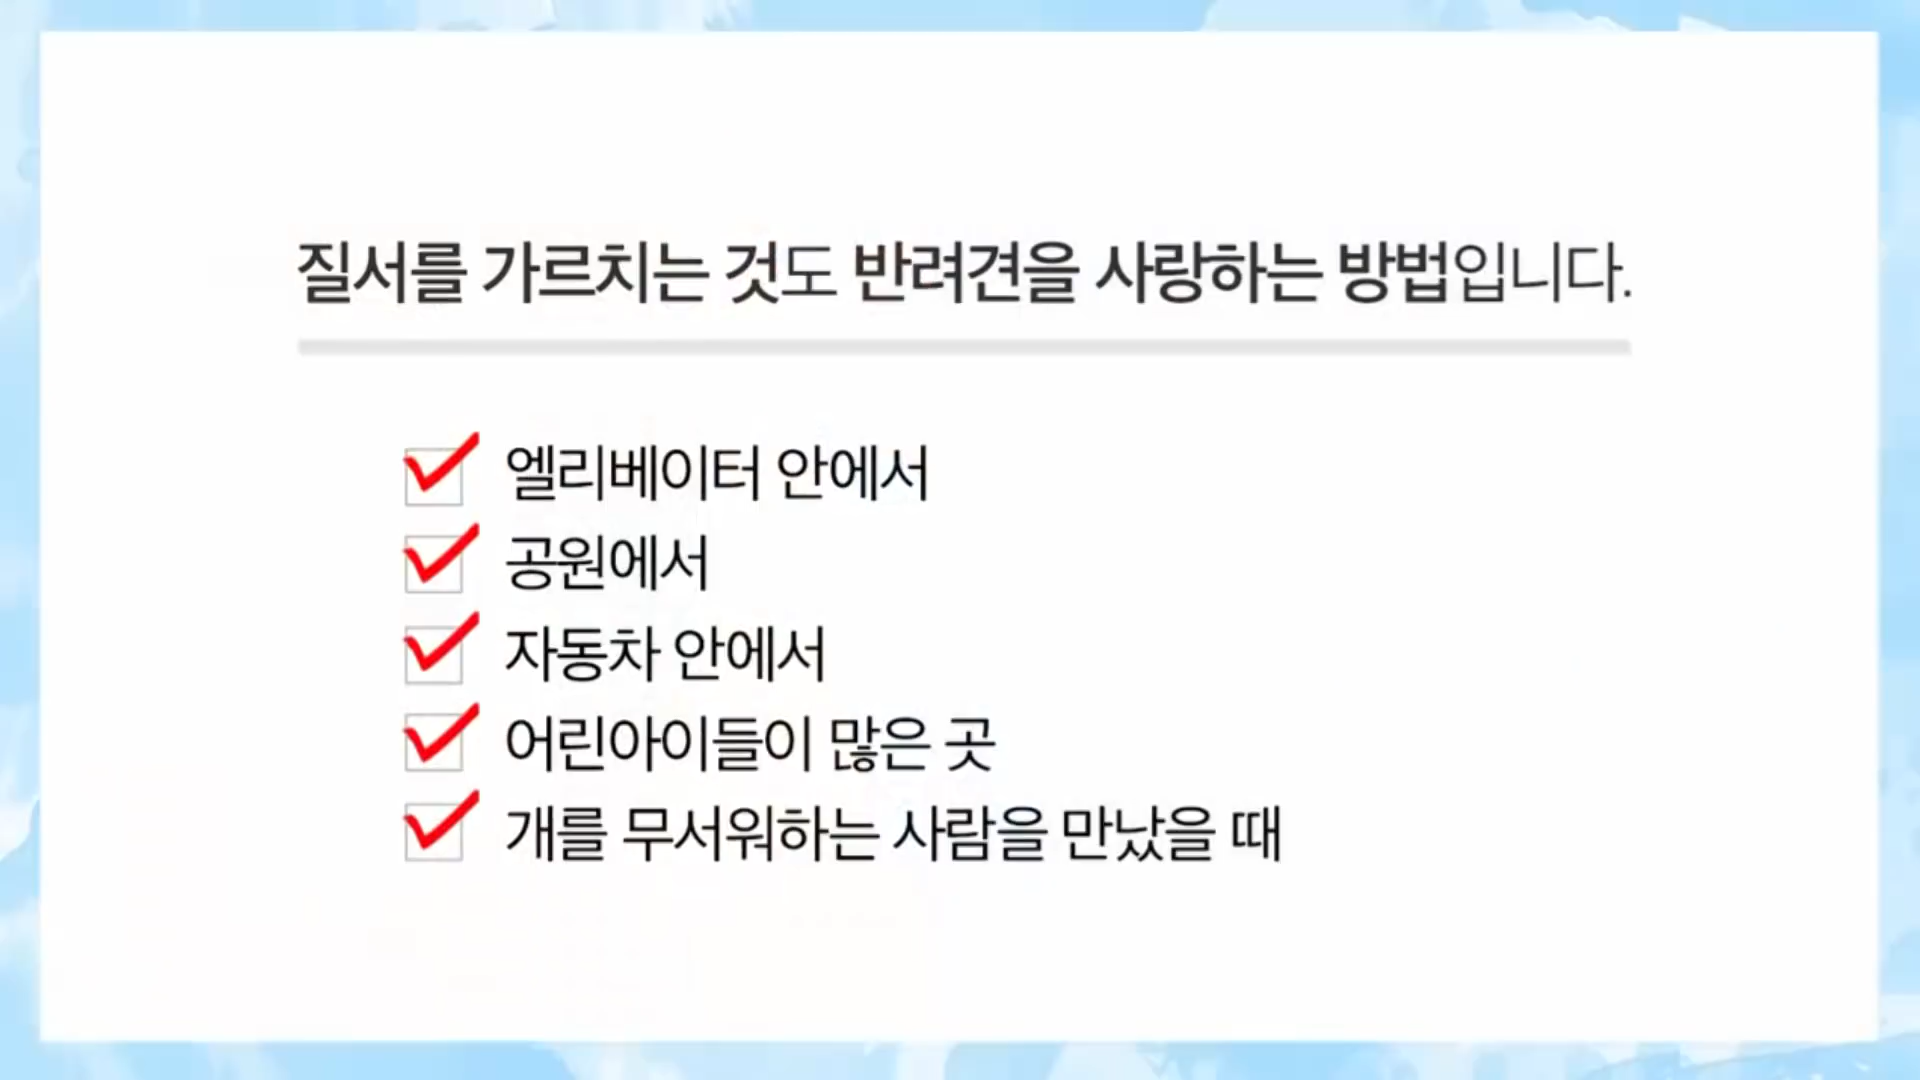 질서를 가르치는 것도 반려견을 사랑하는 방법입니다.
엘리베이터 안에서
공원에서
자동차 안에서
어린아이들이 많은 곳
개를 무서워하는 사람을 만났을 때